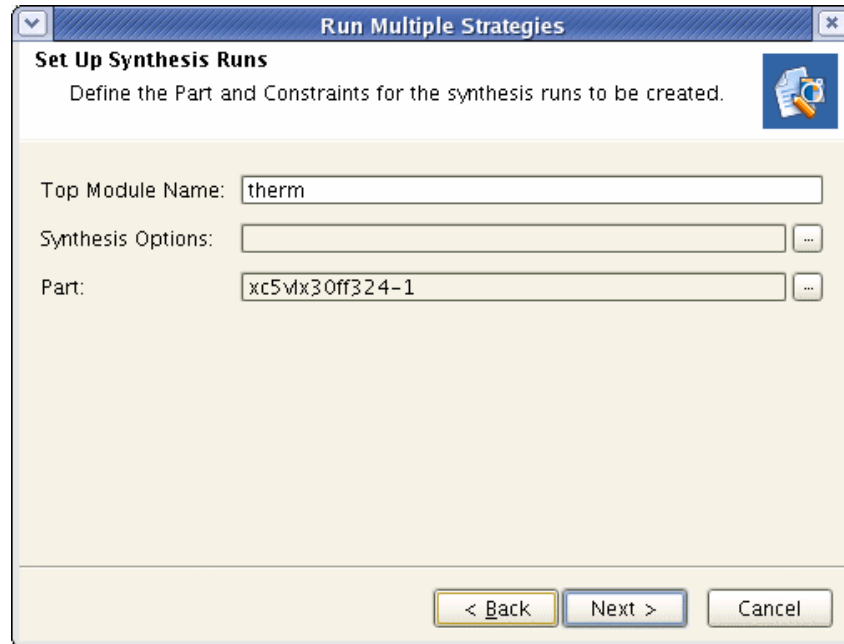 Run Multiple Strategies
Set Up Synthesis Runs
Define the Part and Constraints for the synthesis runs to be created.
Top Module Name: therm
Synthesis Options: ...
Part: xc5vlx30ff324-1 ...
< Back Next > Cancel